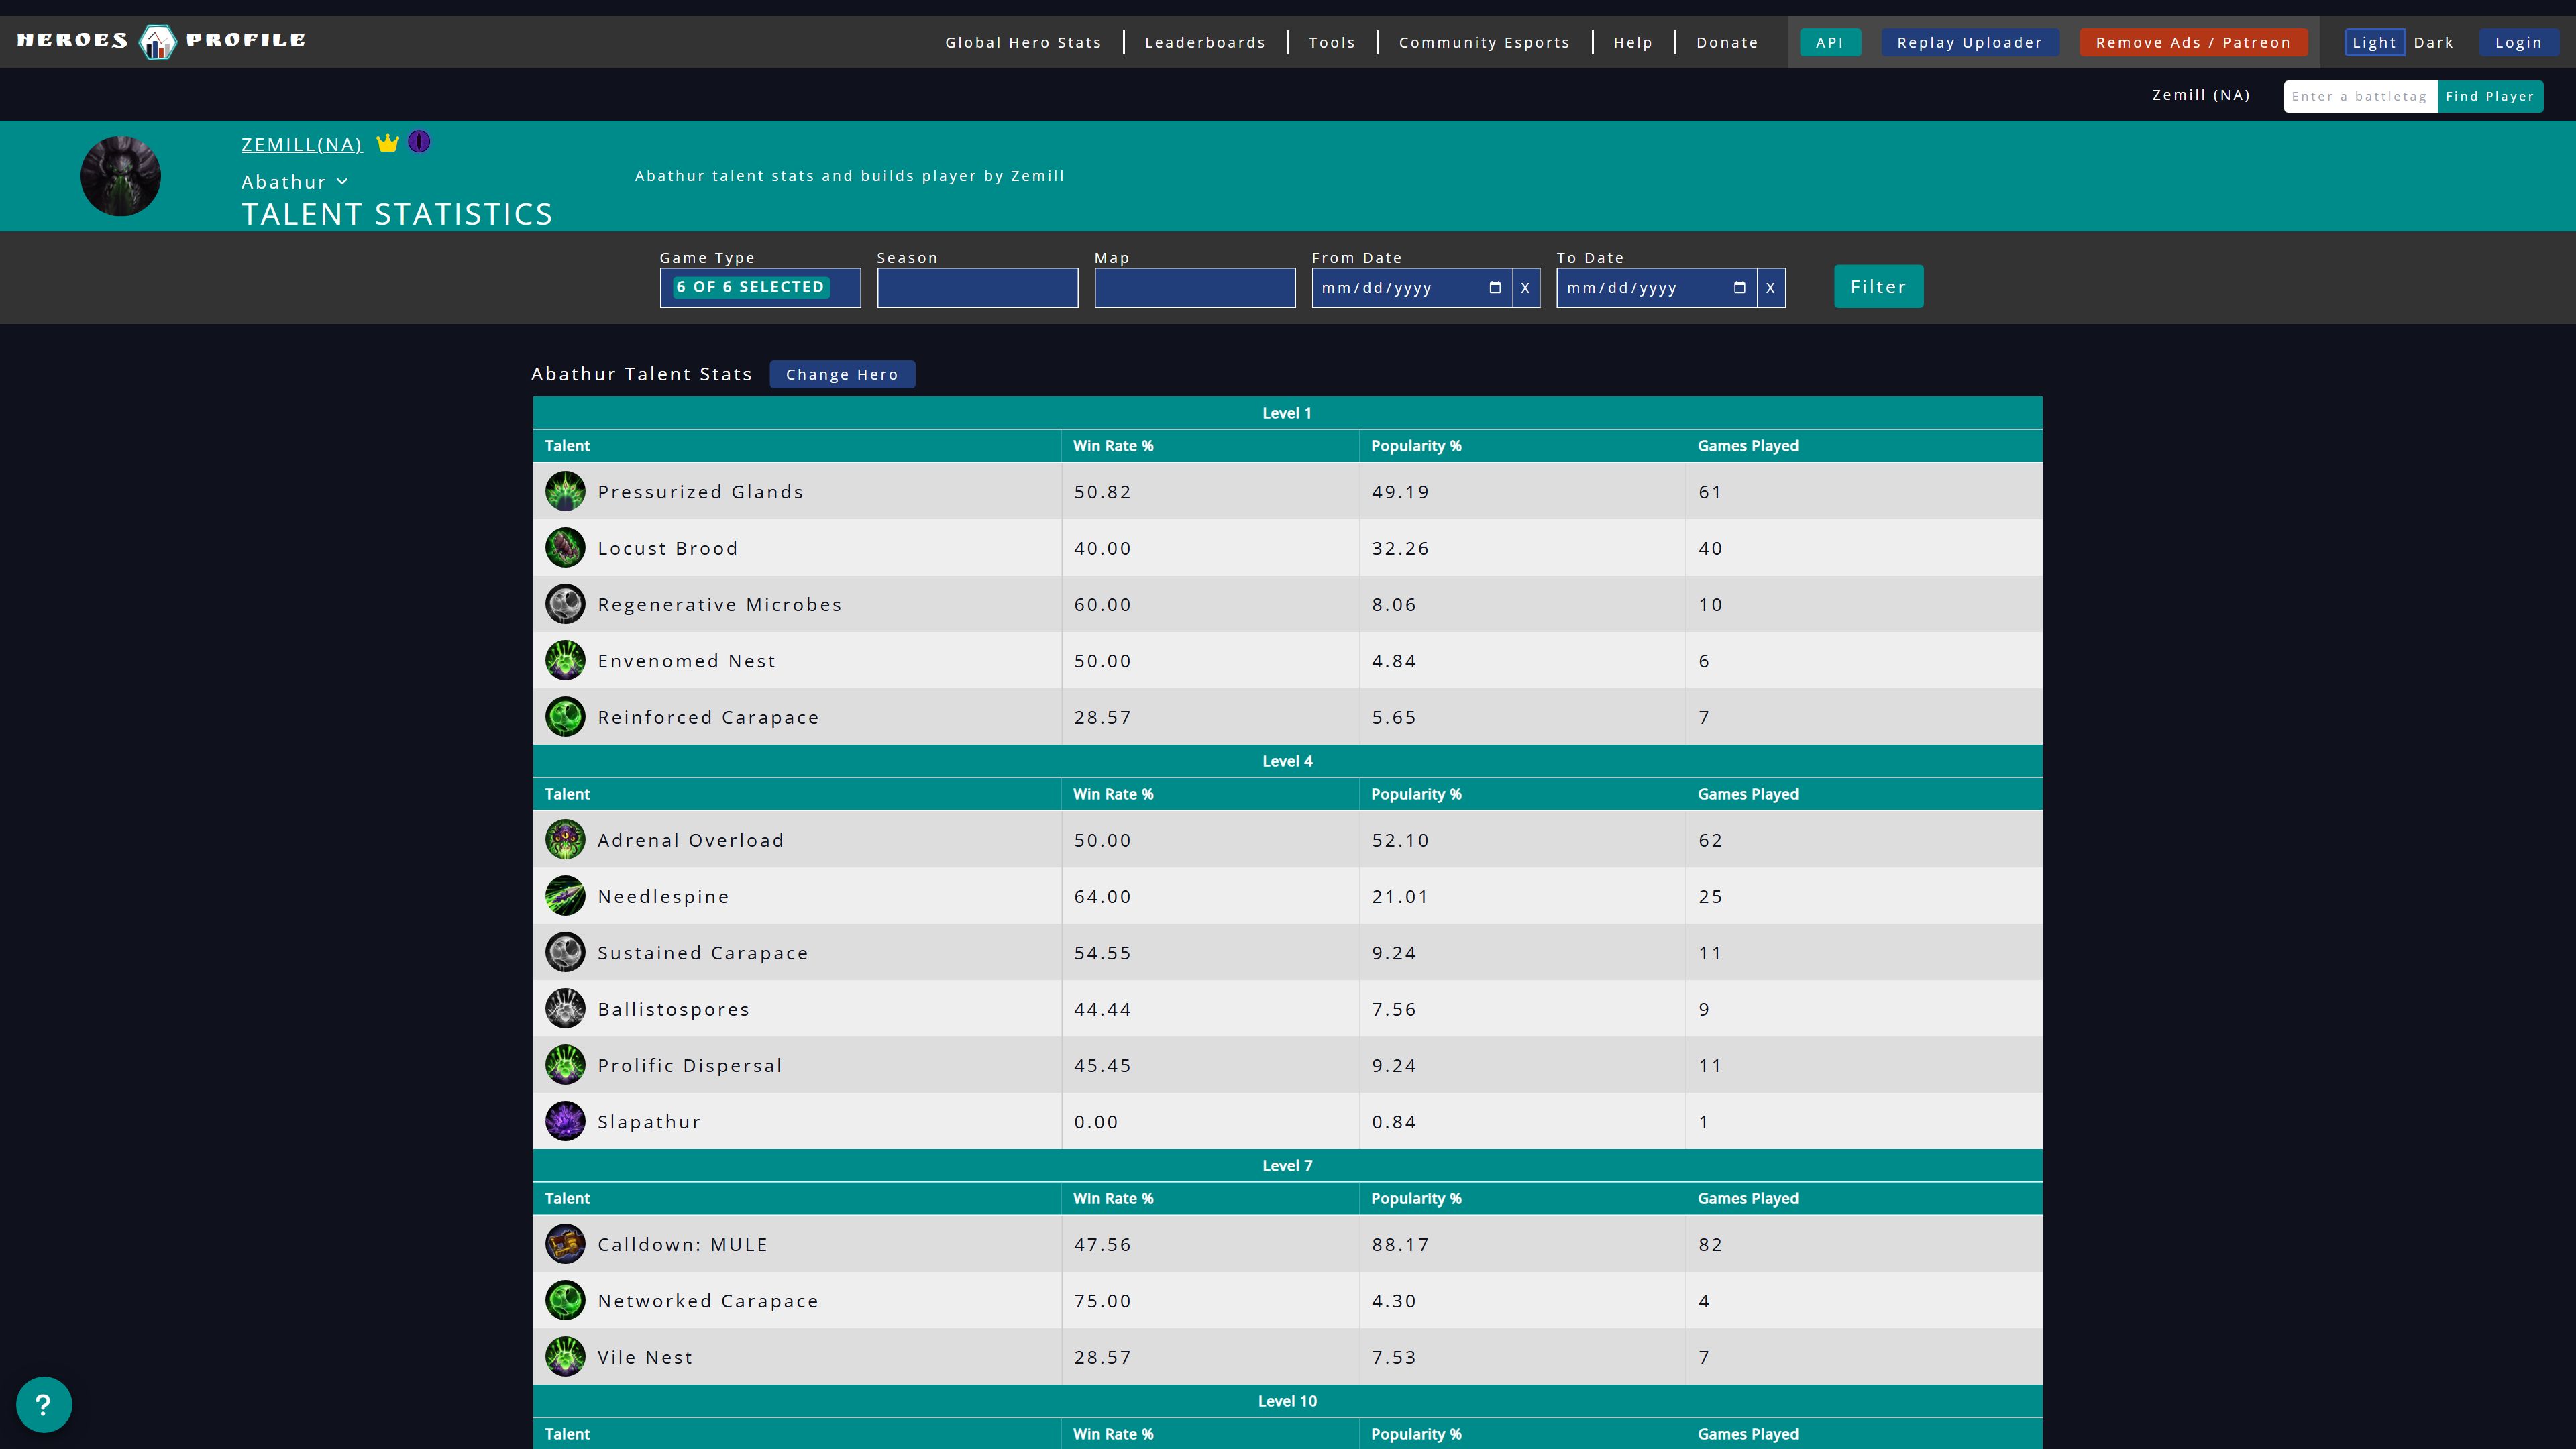 HEROES PROFILE
Global Hero Stats Leaderboards Tools Community Esports Help Donate API Replay Uploader Remove Ads / Patreon Light Dark Login
Zemill (NA) Enter a battletag Find Player
ZEMILL(NA)
Abathur
TALENT STATISTICS
Abathur talent stats and builds player by Zemill
Game Type Season Map From Date To Date
6 OF 6 SELECTED mm/dd/yyyy X mm/dd/yyyy X Filter
Abathur Talent Stats Change Hero
Level 1
Talent Win Rate % Popularity % Games Played
Pressurized Glands 50.82 49.19 61
Locust Brood 40.00 32.26 40
Regenerative Microbes 60.00 8.06 10
Envenomed Nest 50.00 4.84 6
Reinforced Carapace 28.57 5.65 7
Level 4
Talent Win Rate % Popularity % Games Played
Adrenal Overload 50.00 52.10 62
Needlespine 64.00 21.01 25
Sustained Carapace 54.55 9.24 11
Ballistospores 44.44 7.56 9
Prolific Dispersal 45.45 9.24 11
Slapathur 0.00 0.84 1
Level 7
Talent Win Rate % Popularity % Games Played
Calldown: MULE 47.56 88.17 82
Networked Carapace 75.00 4.30 4
Vile Nest 28.57 7.53 7
Level 10
Talent Win Rate % Popularity % Games Played
?